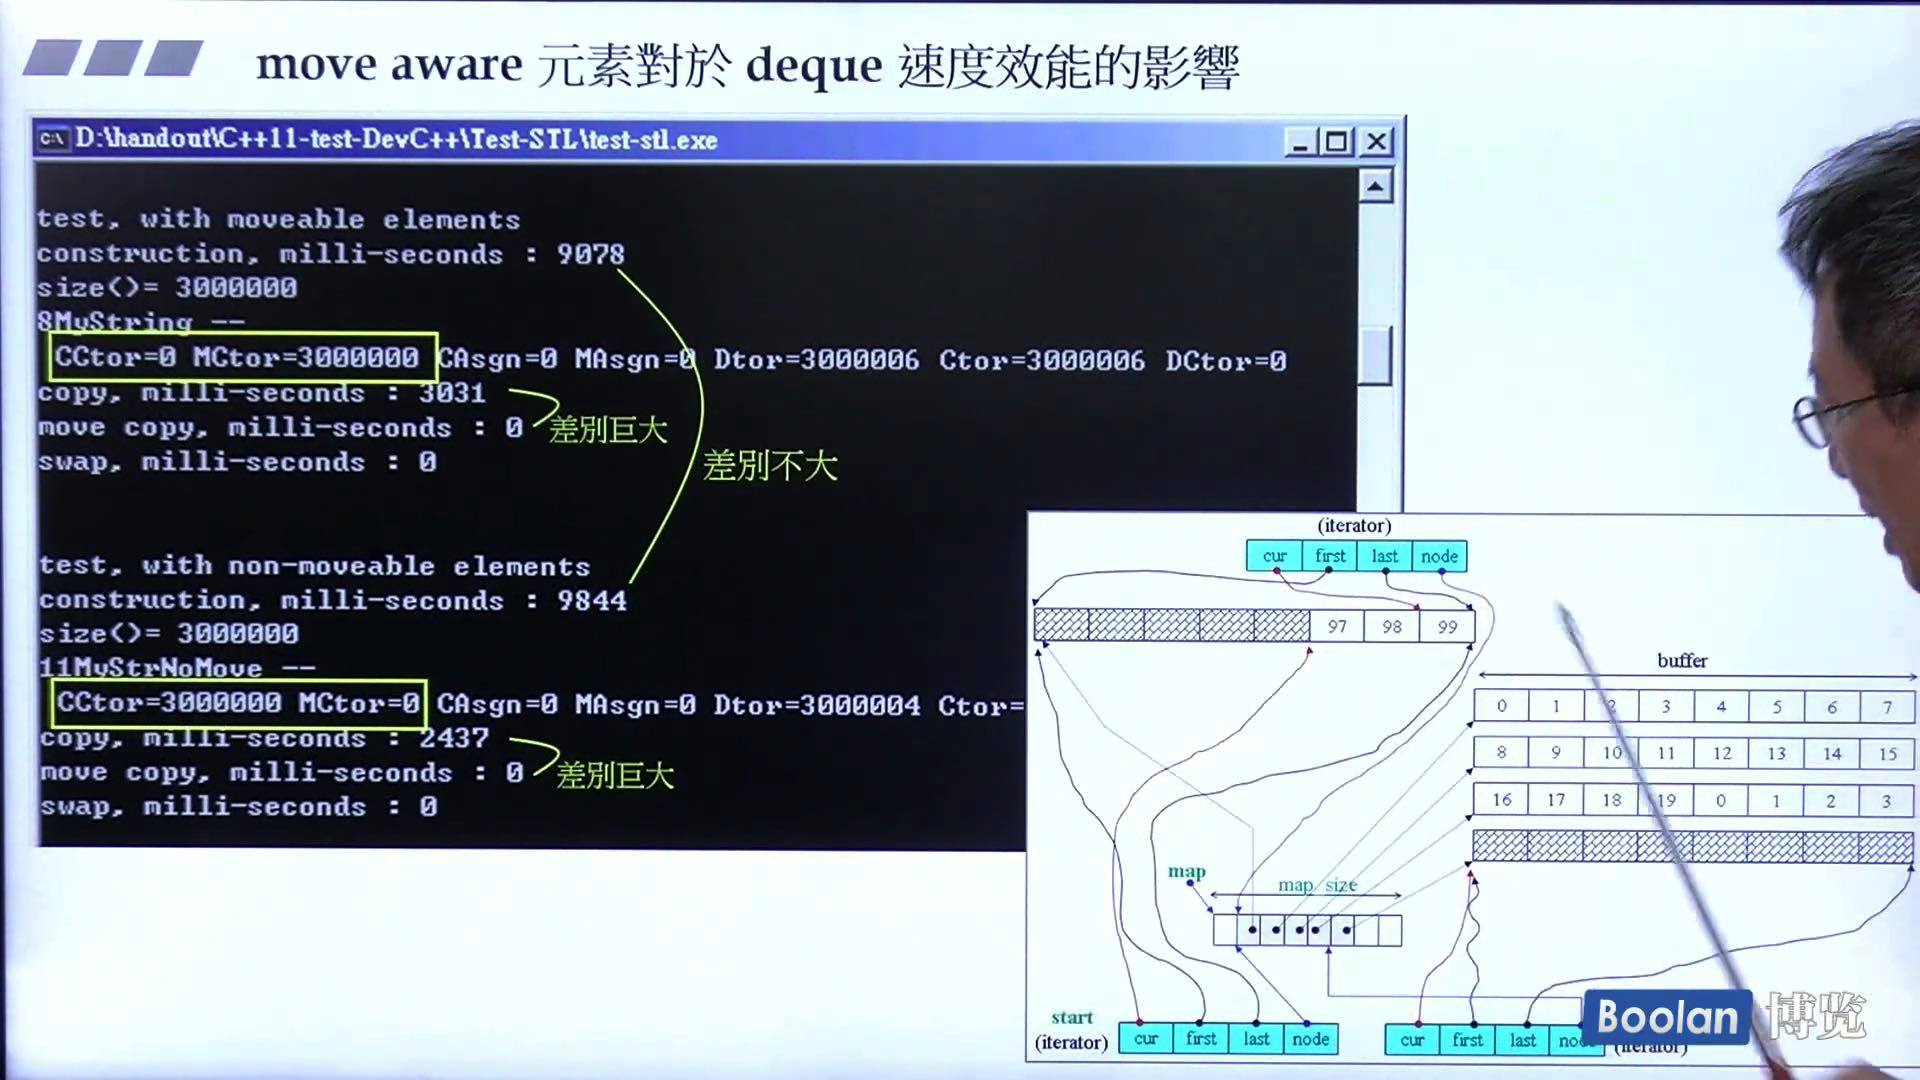 move aware 元素對於 deque 速度效能的影響
D:\handout\C++11-test-DevC++\Test-STL\test-stl.exe
test, with moveable elements
construction, milli-seconds : 9078
size()= 3000000
8MyString --
CCtor=0 MCtor=3000000 CAsgn=0 MAsgn=0 Dtor=3000006 Ctor=3000006 DCtor=0
copy, milli-seconds : 3031
move copy, milli-seconds : 0
差別巨大
swap, milli-seconds : 0
差別不大
test, with non-moveable elements
construction, milli-seconds : 9844
size()= 3000000
11MyStrNoMove --
CCtor=3000000 MCtor=0 CAsgn=0 MAsgn=0 Dtor=3000004 Ctor=
copy, milli-seconds : 2437
move copy, milli-seconds : 0
差別巨大
swap, milli-seconds : 0
(iterator)
cur first last node
97 98 99
buffer
0 1 2 3 4 5 6 7
8 9 10 11 12 13 14 15
16 17 18 19 0 1 2 3
map
map size
start
(iterator)
cur first last node
cur first last node
(iterator)
Boolan 博览